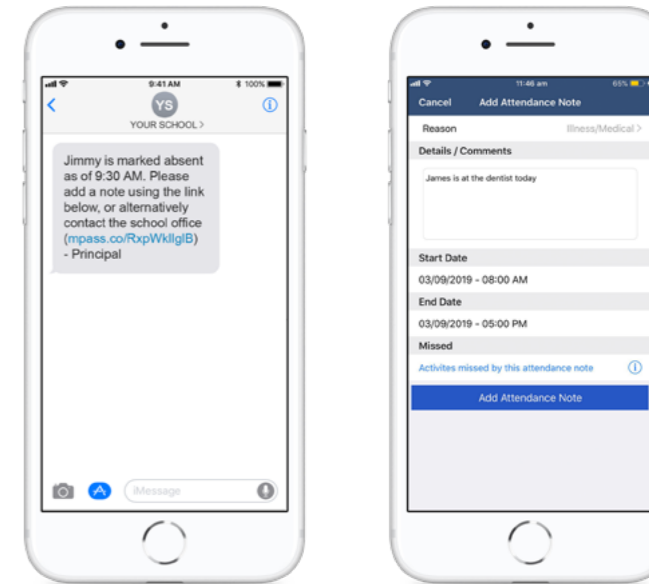 9:41 AM
100%
YS
YOUR SCHOOL >
Jimmy is marked absent
as of 9:30 AM. Please
add a note using the link
below, or alternatively
contact the school office
(mpass.co/RxpWkllglB)
- Principal
iMessage
11:46 am
65%
Cancel Add Attendance Note
Reason Illness/Medical >
Details / Comments
James is at the dentist today
Start Date
03/09/2019 - 08:00 AM
End Date
03/09/2019 - 05:00 PM
Missed
Activites missed by this attendance note
Add Attendance Note